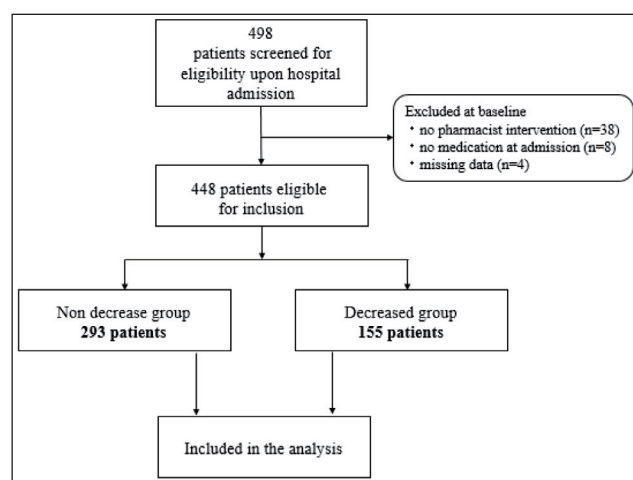 498
patients screened for
eligibility upon hospital
admission
Excluded at baseline
・no pharmacist intervention (n=38)
・no medication at admission (n=8)
・missing data (n=4)
448 patients eligible
for inclusion
Non decrease group
293 patients
Decreased group
155 patients
Included in the analysis